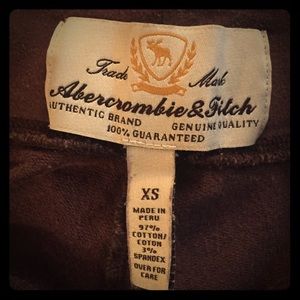 Trade Mark
Abercrombie & Fitch
AUTHENTIC BRAND GENUINE QUALITY
100% GUARANTEED
XS
MADE IN
PERU
97%
COTTON/
COTON
3%
SPANDEX
OVER FOR
CARE